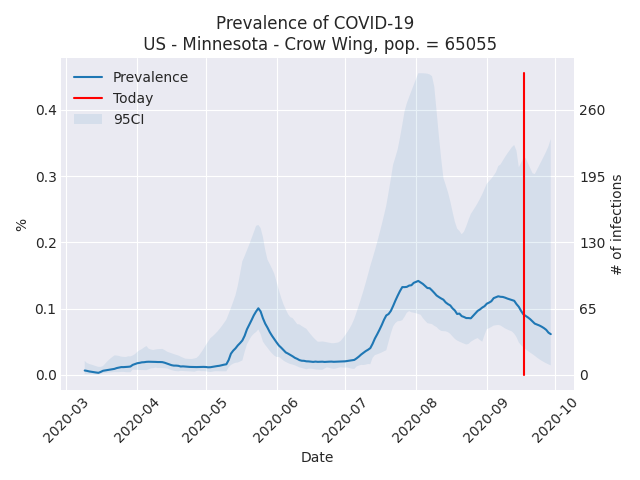 Prevalence of COVID-19
US - Minnesota - Crow Wing, pop. = 65055
Prevalence
Today
95CI
0.4
0.3
0.2
0.1
0.0
%
260
195
130
65
0
# of infections
2020-03
2020-04
2020-05
2020-06
2020-07
2020-08
2020-09
2020-10
Date